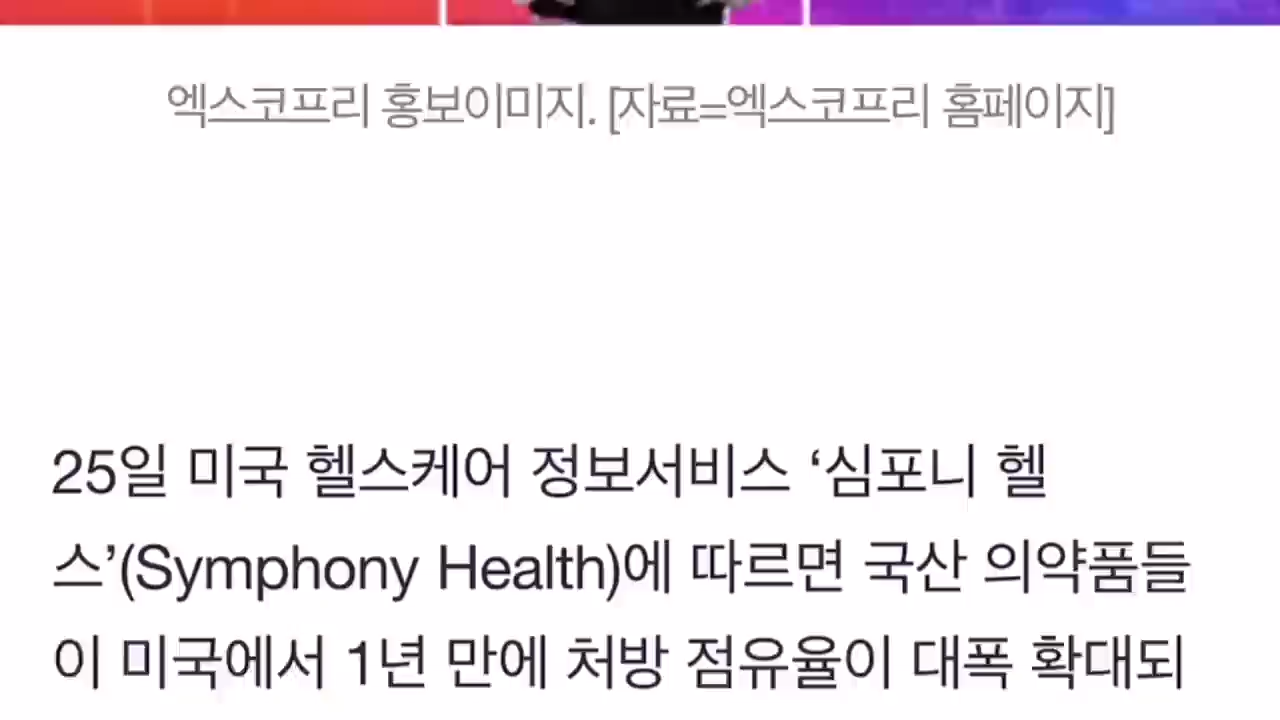 엑스코프리 홍보이미지. [자료=엑스코프리 홈페이지]
25일 미국 헬스케어 정보서비스 ‘심포니 헬
스’(Symphony Health)에 따르면 국산 의약품들
이 미국에서 1년 만에 처방 점유율이 대폭 확대되